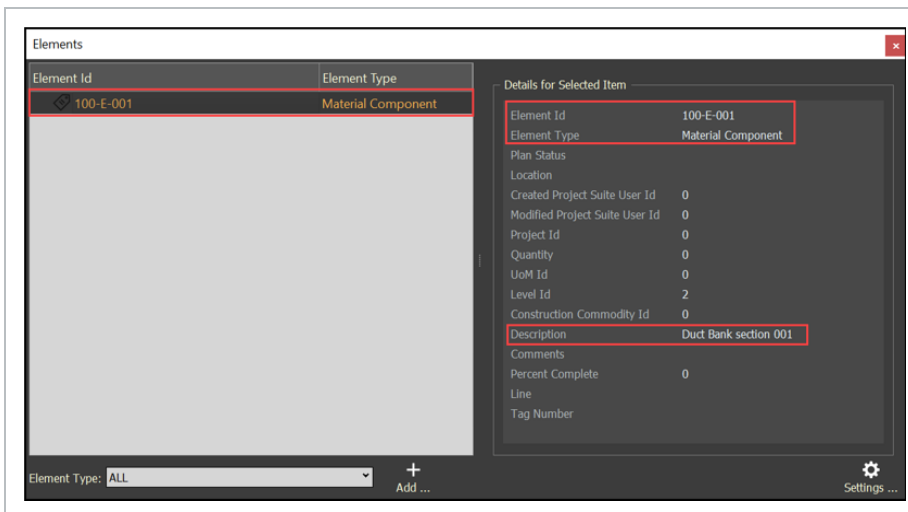 Elements
Element Id Element Type
100-E-001 Material Component
Details for Selected Item
Element Id 100-E-001
Element Type Material Component
Plan Status
Location
Created Project Suite User Id 0
Modified Project Suite User Id 0
Project Id 0
Quantity 0
UoM Id 0
Level Id 2
Construction Commodity Id 0
Description Duct Bank section 001
Comments
Percent Complete 0
Line
Tag Number
Element Type: ALL
Add ...
Settings ...